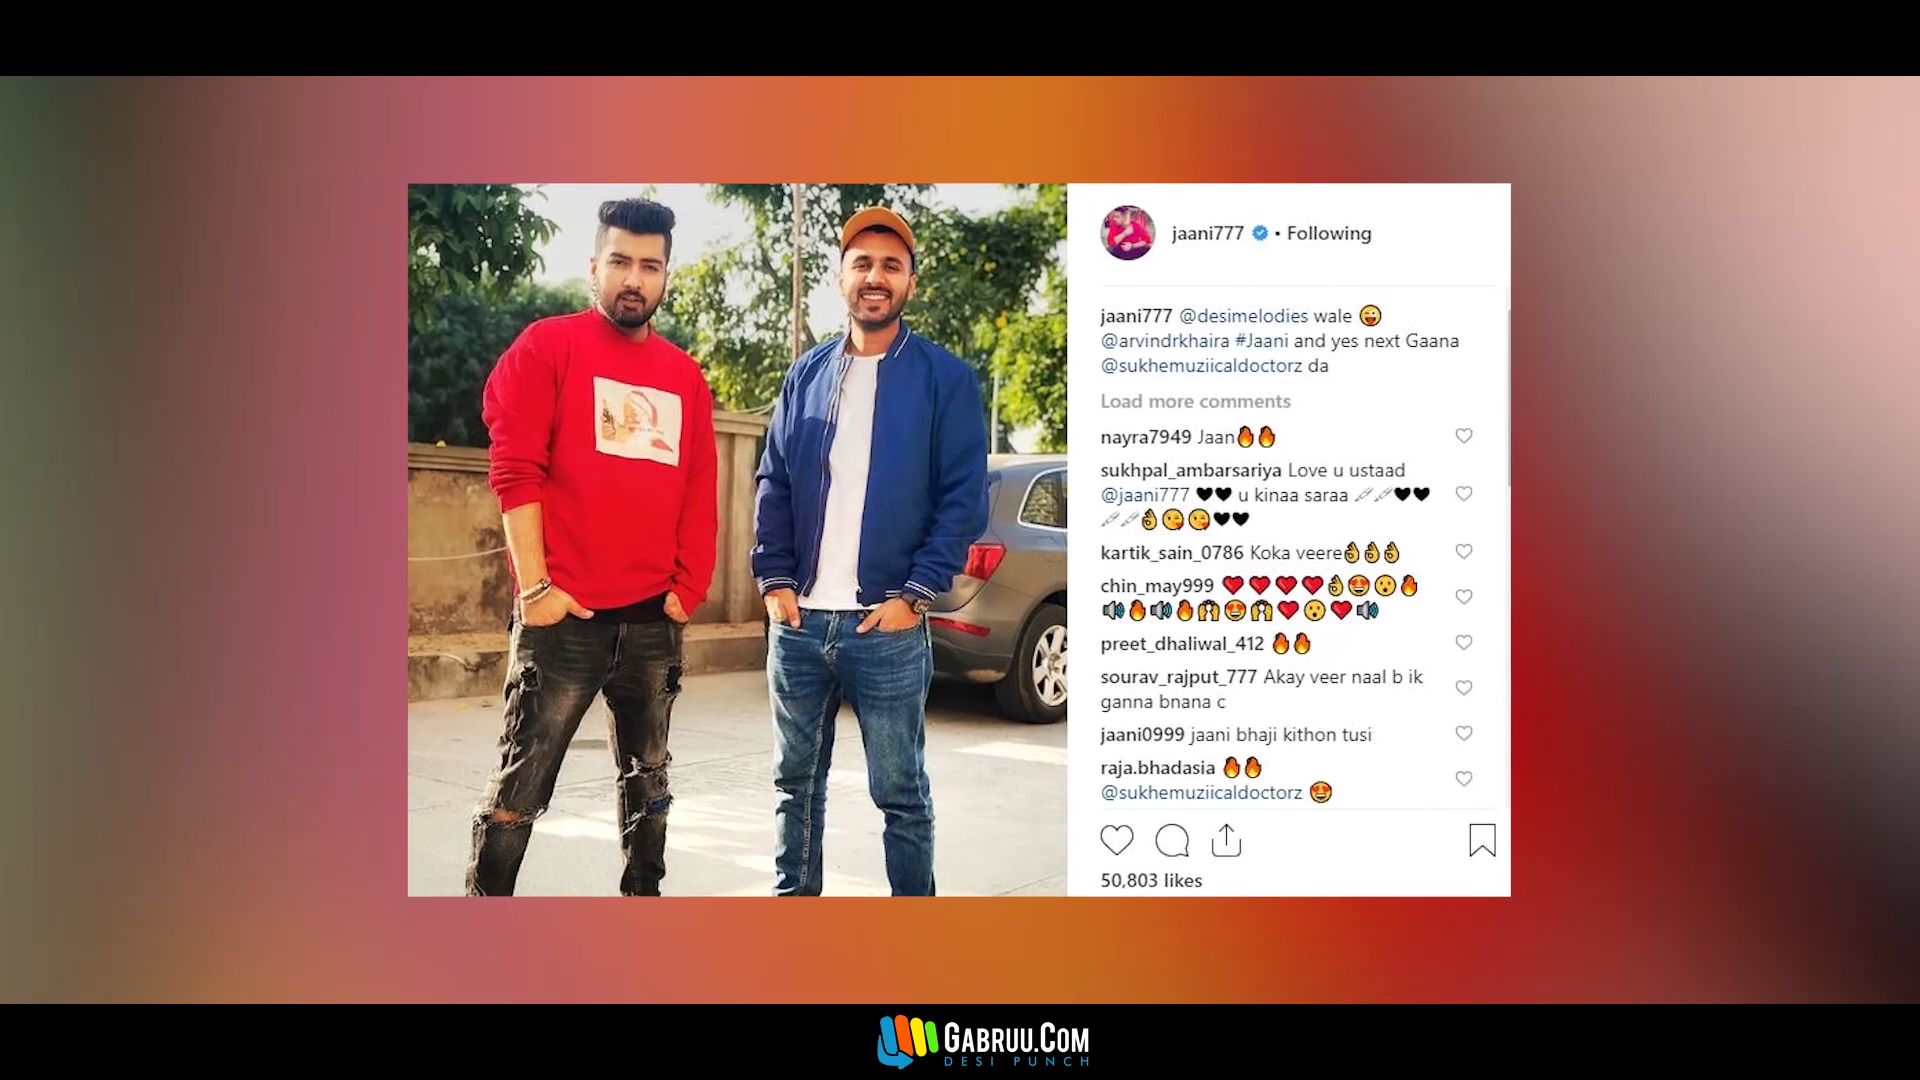 jaani777 • Following
jaani777 @desimelodies wale 😜
@arvindrkhaira #Jaani and yes next Gaana
@sukhemuziicaldoctorz da
Load more comments
nayra7949 Jaan🔥🔥
sukhpal_ambarsariya Love u ustaad
@jaani777 🖤🖤 u kinaa saraa 🖋🖋🖤🖤
🖋🖋👌😘😘🖤🖤
kartik_sain_0786 Koka veere👌👌👌
chin_may999 ❤❤❤❤👌😍😮🔥
🔊🔥🔊🔥🙌😍🙌❤😮❤🔊
preet_dhaliwal_412 🔥🔥
sourav_rajput_777 Akay veer naal b ik
ganna bnana c
jaani0999 jaani bhaji kithon tusi
raja.bhadasia 🔥🔥
@sukhemuziicaldoctorz 😍
50,803 likes
GABRUU.COM
DESI PUNCH